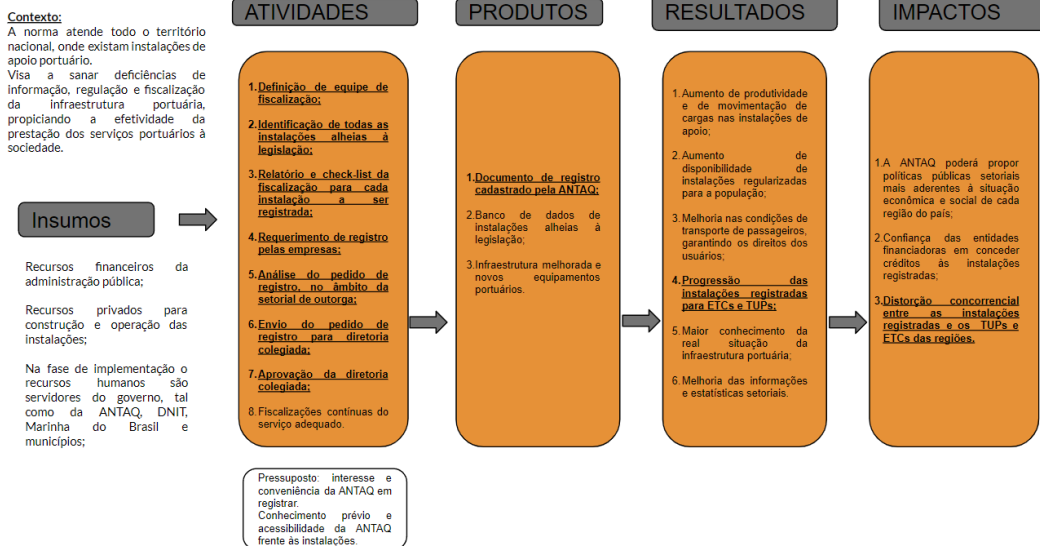 Contexto:
A norma atende todo o território
nacional, onde existam instalações de
apoio portuário.
Visa a sanar deficiências de
informação, regulação e fiscalização
da infraestrutura portuária,
propiciando a efetividade da
prestação dos serviços portuários à
sociedade.
Insumos
Recursos financeiros da
administração pública;
Recursos privados para
construção e operação das
instalações;
Na fase de implementação o
recursos humanos são
servidores do governo, tal
como da ANTAQ, DNIT,
Marinha do Brasil e
municípios;
ATIVIDADES
1.Definição de equipe de
fiscalização;
2.Identificação de todas as
instalações alheias à
legislação;
3.Relatório e check-list da
fiscalização para cada
instalação a ser
registrada;
4.Requerimento de registro
pelas empresas;
5.Análise do pedido de
registro, no âmbito da
setorial de outorga;
6.Envio do pedido de
registro para diretoria
colegiada;
7.Aprovação da diretoria
colegiada;
8.Fiscalizações contínuas do
serviço adequado.
Pressuposto: interesse e
conveniência da ANTAQ em
registrar.
Conhecimento prévio e
acessibilidade da ANTAQ
frente às instalações.
PRODUTOS
1.Documento de registro
cadastrado pela ANTAQ;
2.Banco de dados de
instalações alheias à
legislação;
3.Infraestrutura melhorada e
novos equipamentos
portuários.
RESULTADOS
1.Aumento de produtividade
e de movimentação de
cargas nas instalações de
apoio;
2.Aumento de
disponibilidade de
instalações regularizadas
para a população;
3.Melhoria nas condições de
transporte de passageiros,
garantindo os direitos dos
usuários;
4.Progressão das
instalações registradas
para ETCs e TUPs;
5.Maior conhecimento da
real situação da
infraestrutura portuária;
6.Melhoria das informações
e estatísticas setoriais.
IMPACTOS
1.A ANTAQ poderá propor
políticas públicas setoriais
mais aderentes à situação
econômica e social de cada
região do país;
2.Confiança das entidades
financiadoras em conceder
créditos às instalações
registradas;
3.Distorção concorrencial
entre as instalações
registradas e os TUPs e
ETCs das regiões.